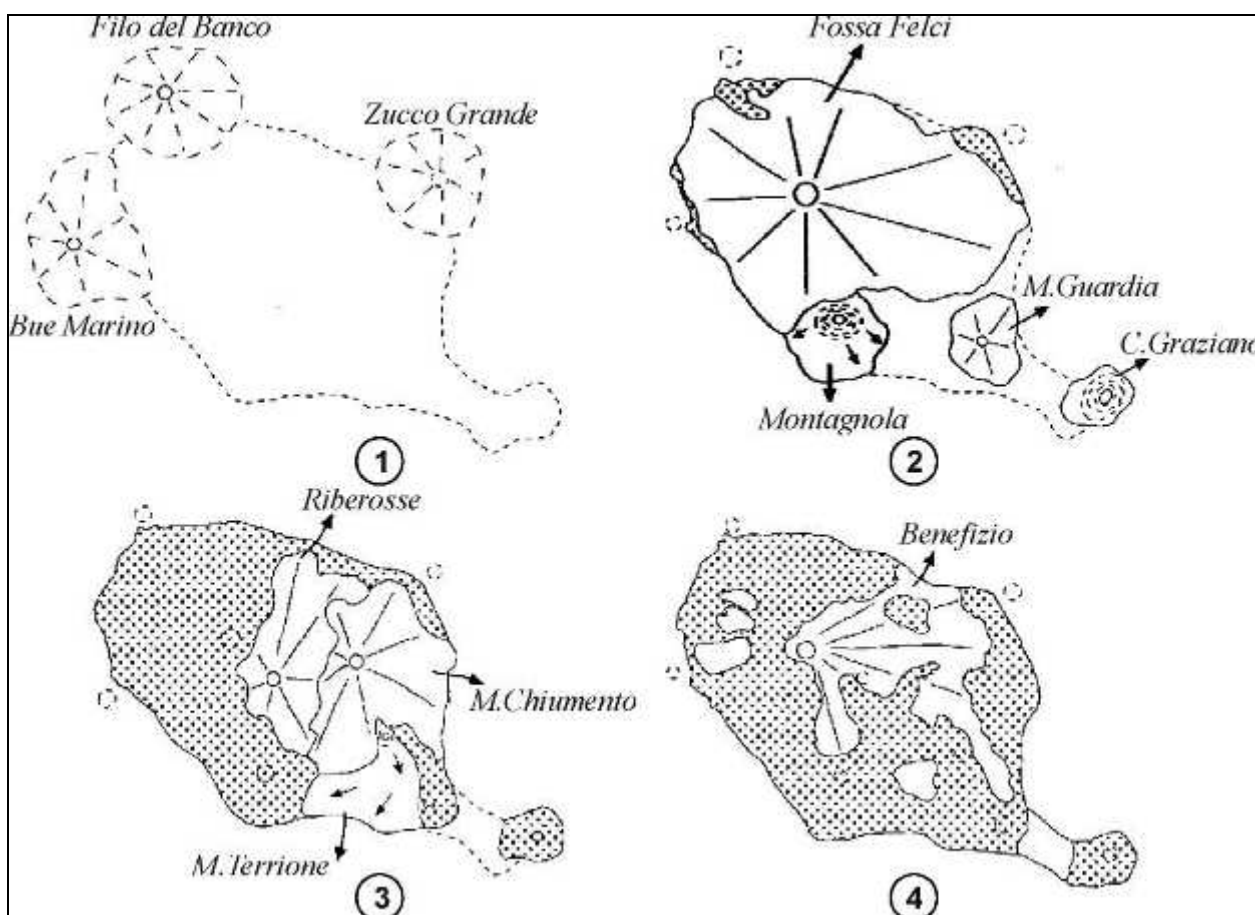 Filo del Banco
Zucco Grande
Bue Marino
1
Fossa Felci
M.Guardia
C.Graziano
Montagnola
2
Riberosse
M.Chiumento
M.Terrione
3
Benefizio
4